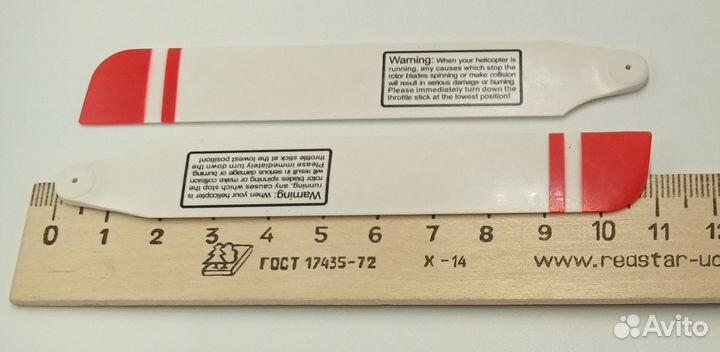 Warning: When your helicopter is
running, any causes which stop the
rotor blades spinning or make collision
will result in serious damage or burning.
Please immediately turn down the
throttle stick at the lowest position!
Warning: When your helicopter is
running, any causes which stop the
rotor blades spinning or make collision
will result in serious damage or burning.
Please immediately turn down the
throttle stick at the lowest position!
0 1 2 3 4 5 6 7 8 9 10 11 12
ГОСТ 17435-72 X-14 www.redstar-uc
Avito